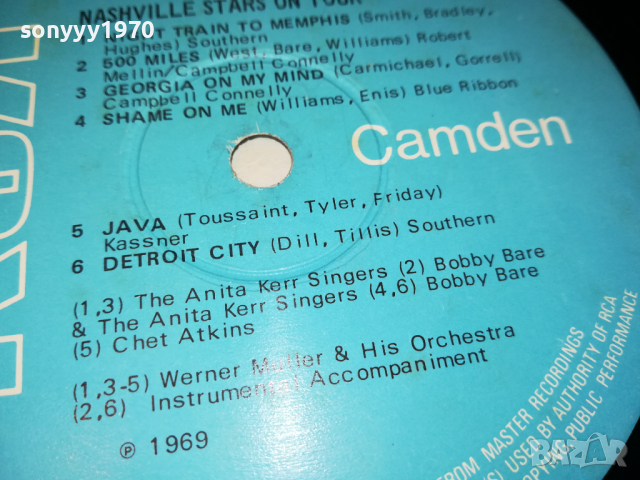 sonyyy1970
NASHVILLE STARS ON TOUR
TRAIN TO MEMPHIS (Smith, Bradley,
Hughes) Southern
2 500 MILES (West, Bare, Williams) Robert
Mellin/Campbell Connelly
3 GEORGIA ON MY MIND (Carmichael, Gorrell)
Campbell Connelly
4 SHAME ON ME (Williams, Enis) Blue Ribbon
Camden
5 JAVA (Toussaint, Tyler, Friday)
Kassner
6 DETROIT CITY (Dill, Tillis) Southern
(1,3) The Anita Kerr Singers (2) Bobby Bare
& The Anita Kerr Singers (4,6) Bobby Bare
(5) Chet Atkins
(1,3-5) Werner Muller & His Orchestra
(2,6) Instrumental Accompaniment
℗ 1969
FROM MASTER RECORDINGS
USED BY AUTHORITY OF RCA
PUBLIC PERFORMANCE
BAZAR